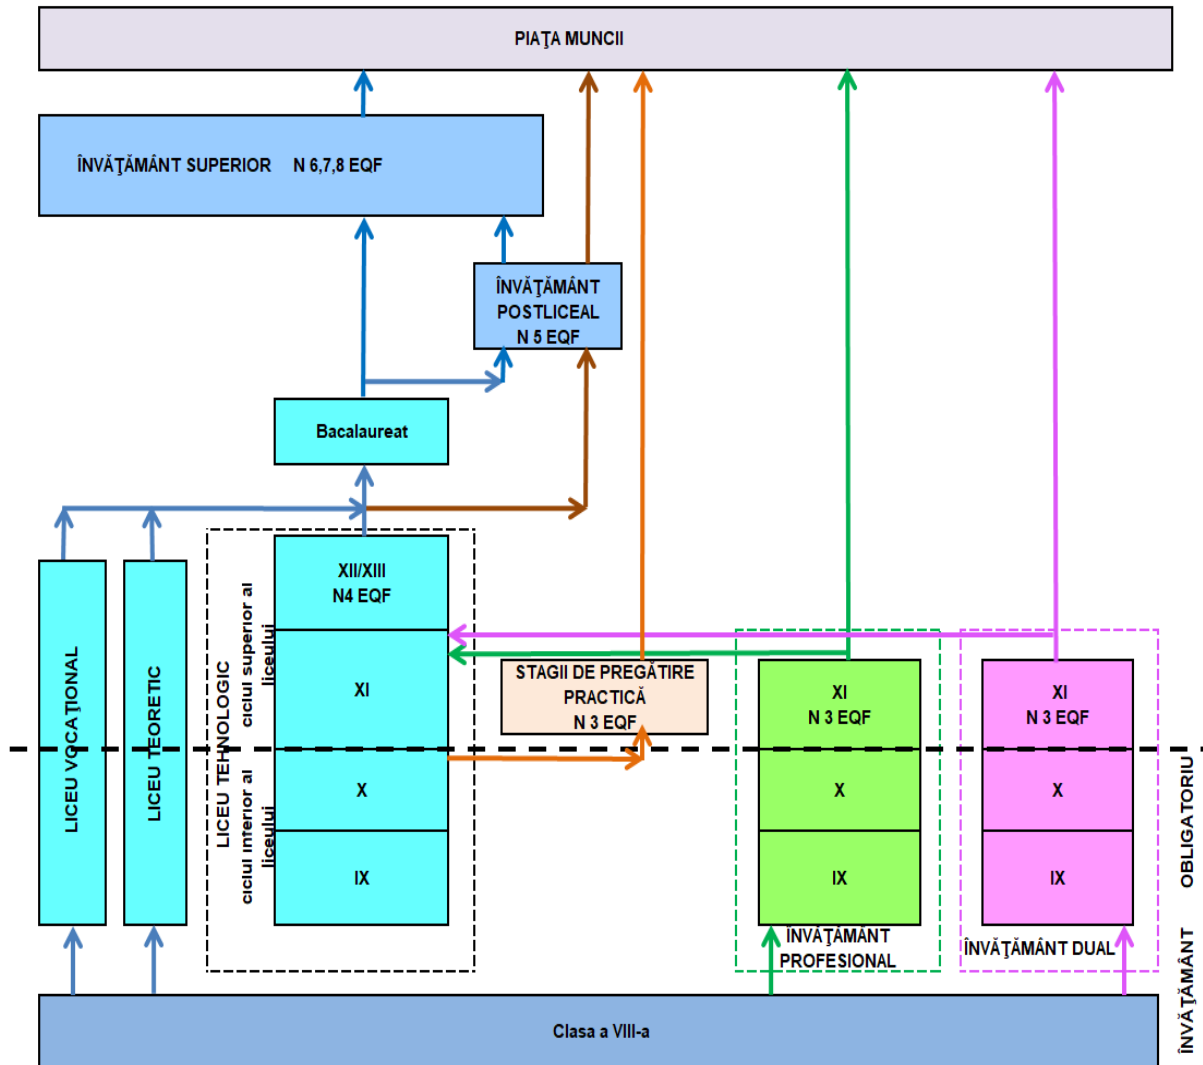 PIAŢA MUNCII
ÎNVĂŢĂMÂNT SUPERIOR N 6,7,8 EQF
ÎNVĂŢĂMÂNT
POSTLICEAL
N 5 EQF
Bacalaureat
LICEU VOCAŢIONAL
LICEU TEORETIC
LICEU TEHNOLOGIC
ciclul superior al
liceului
ciclul inferior al
liceului
XII/XIII
N4 EQF
XI
X
IX
STAGII DE PREGĂTIRE
PRACTICĂ
N 3 EQF
XI
N 3 EQF
X
IX
ÎNVĂŢĂMÂNT
PROFESIONAL
XI
N 3 EQF
X
IX
ÎNVĂŢĂMÂNT DUAL
ÎNVĂŢĂMÂNT OBLIGATORIU
Clasa a VIII-a